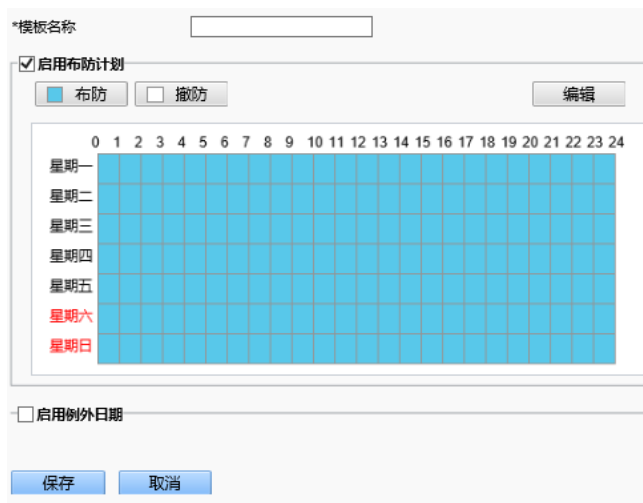 *模板名称
启用布防计划
布防 撤防 编辑
0 1 2 3 4 5 6 7 8 9 10 11 12 13 14 15 16 17 18 19 20 21 22 23 24
星期一
星期二
星期三
星期四
星期五
星期六
星期日
启用例外日期
保存 取消